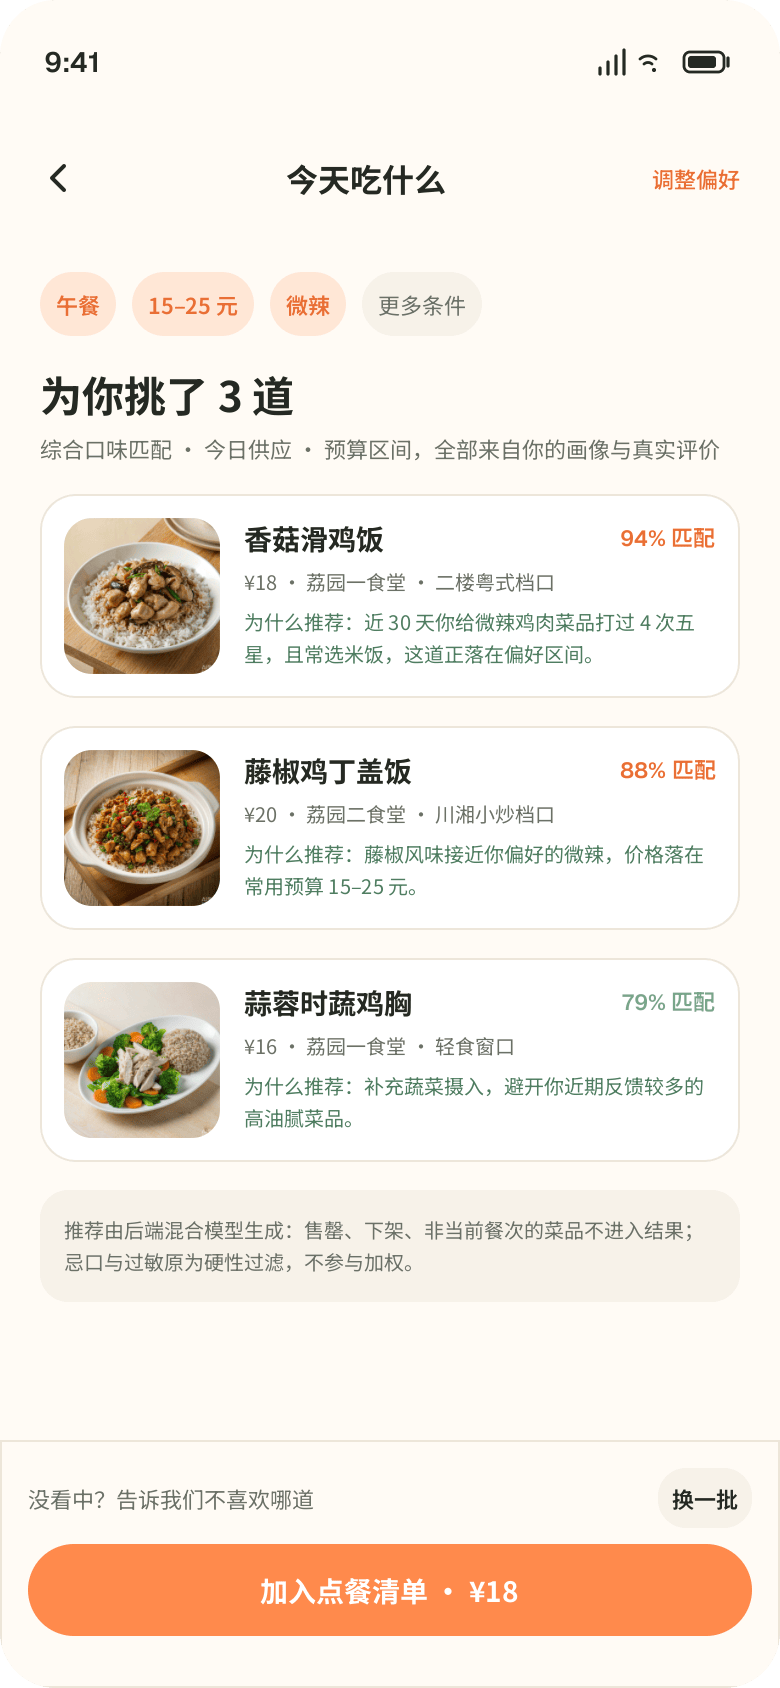 9:41
今天吃什么
调整偏好
午餐
15–25 元
微辣
更多条件
为你挑了 3 道
综合口味匹配 · 今日供应 · 预算区间，全部来自你的画像与真实评价
香菇滑鸡饭
94% 匹配
¥18 · 荔园一食堂 · 二楼粤式档口
为什么推荐：近 30 天你给微辣鸡肉菜品打过 4 次五
星，且常选米饭，这道正落在偏好区间。
藤椒鸡丁盖饭
88% 匹配
¥20 · 荔园二食堂 · 川湘小炒档口
为什么推荐：藤椒风味接近你偏好的微辣，价格落在
常用预算 15–25 元。
蒜蓉时蔬鸡胸
79% 匹配
¥16 · 荔园一食堂 · 轻食窗口
为什么推荐：补充蔬菜摄入，避开你近期反馈较多的
高油腻菜品。
推荐由后端混合模型生成：售罄、下架、非当前餐次的菜品不进入结果；
忌口与过敏原为硬性过滤，不参与加权。
没看中？告诉我们不喜欢哪道
换一批
加入点餐清单 · ¥18